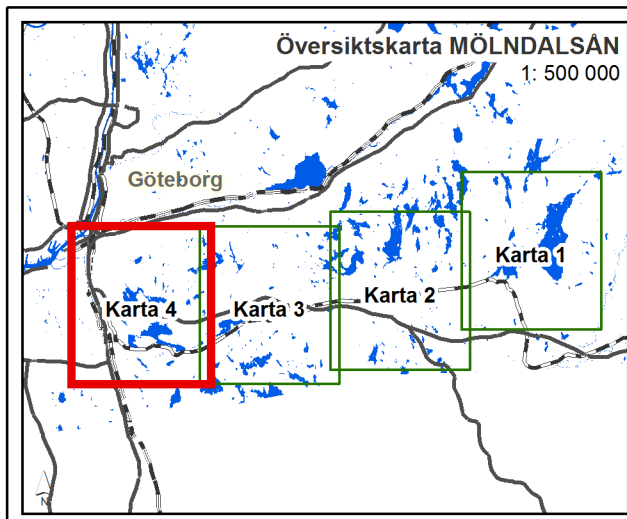 Översiktskarta MÖLNDALSÅN
1: 500 000
Göteborg
Karta 1
Karta 2
Karta 3
Karta 4
N